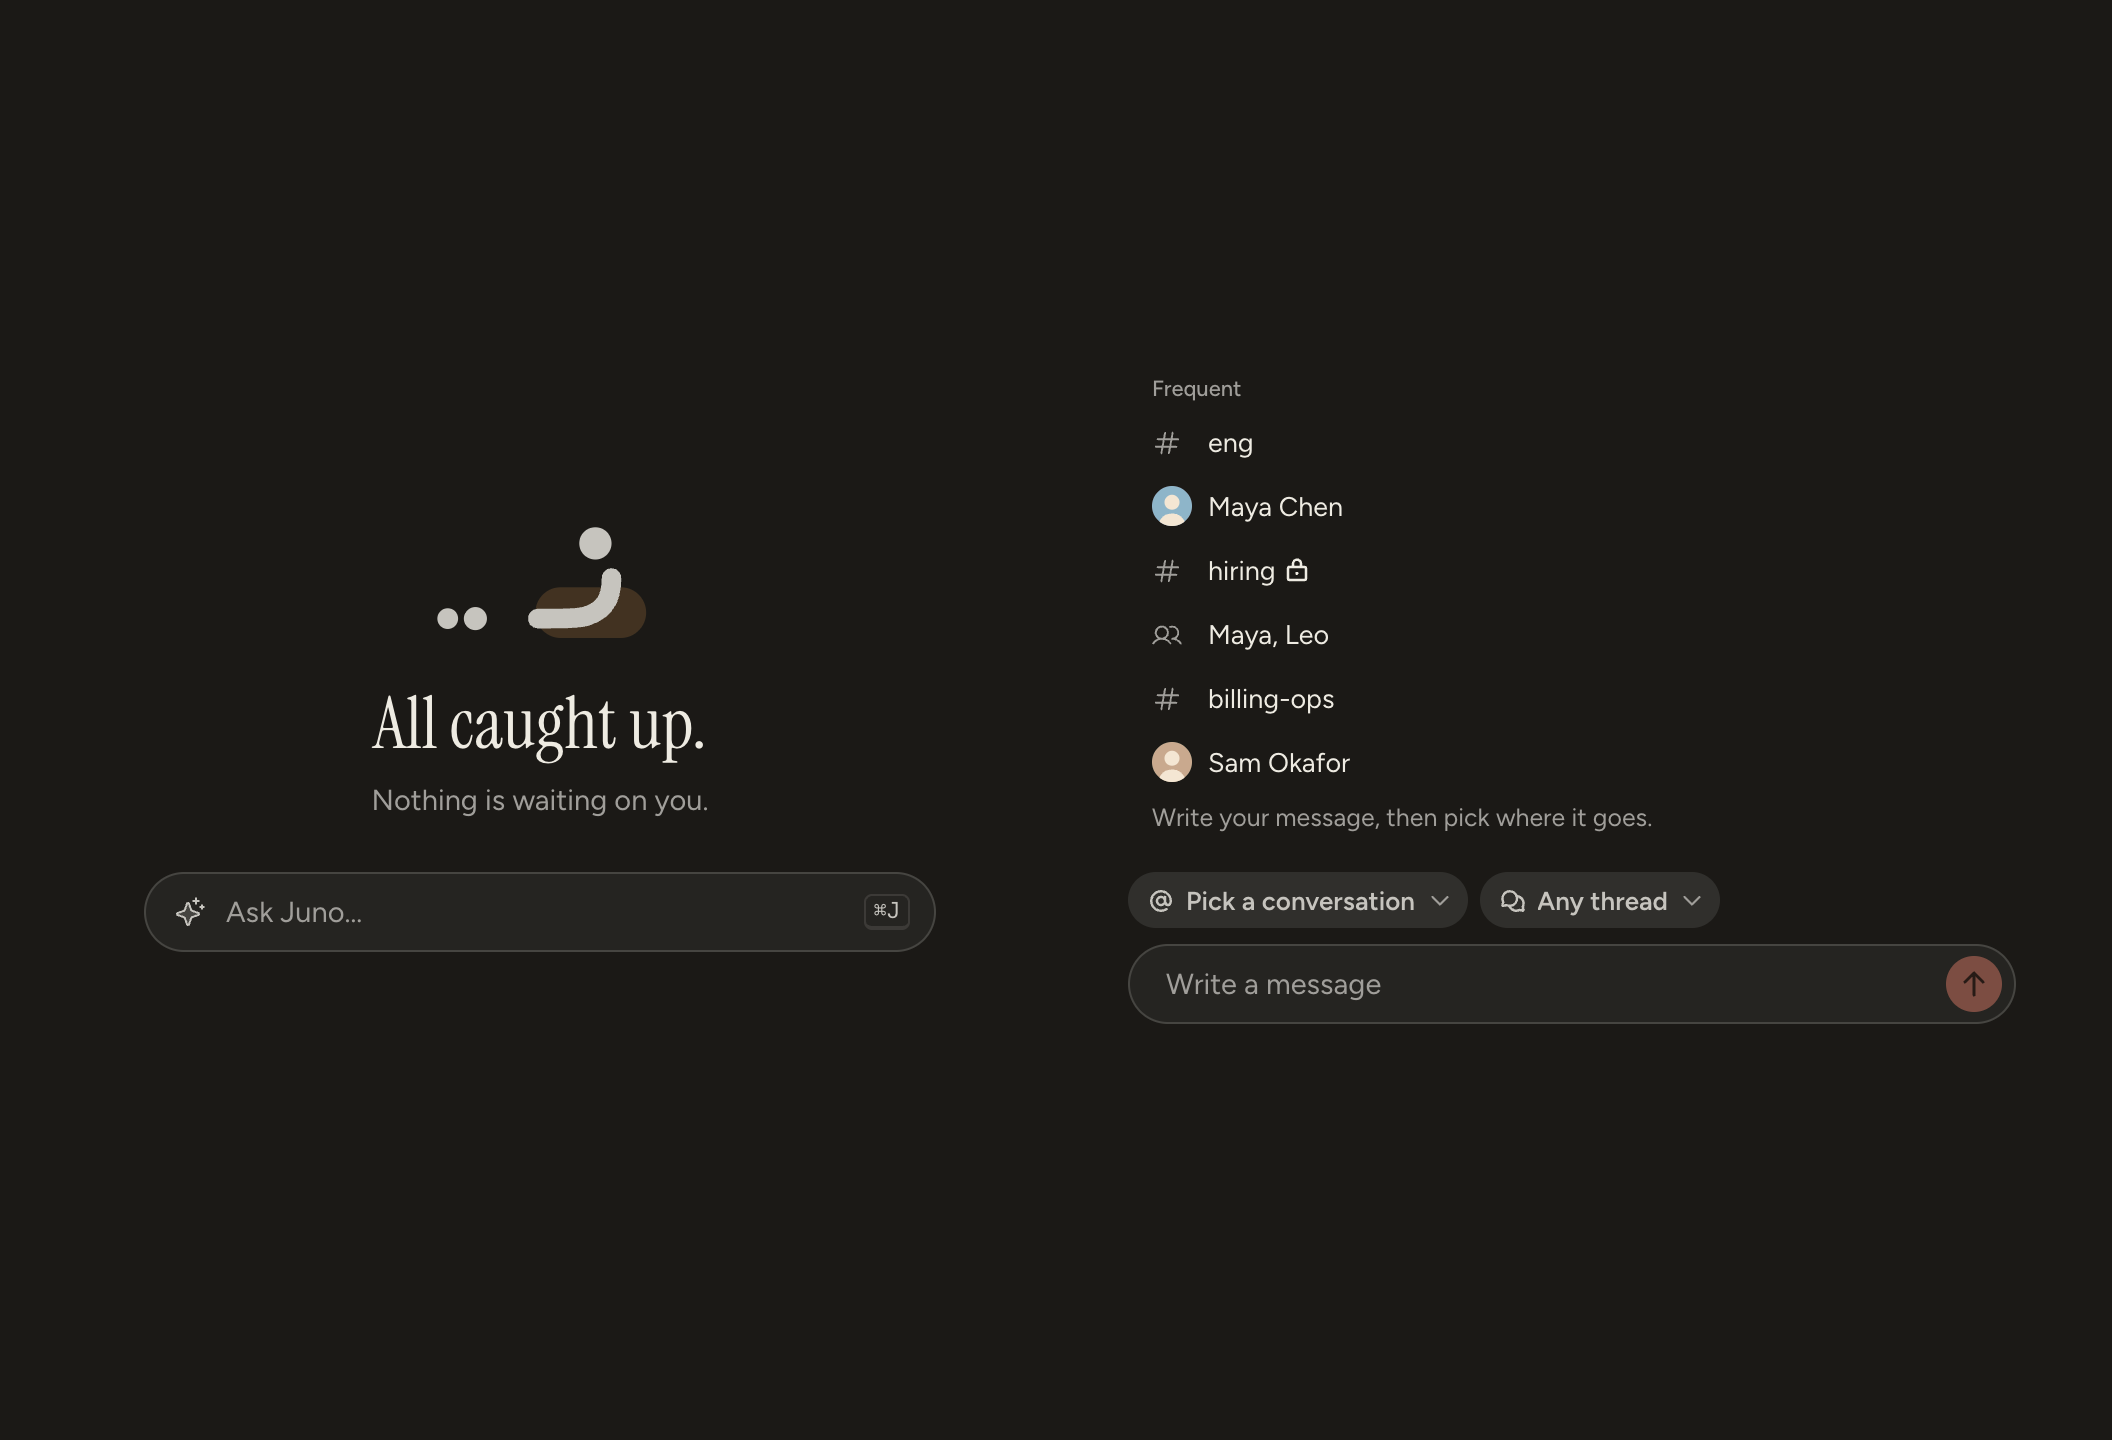 All caught up.
Nothing is waiting on you.
Ask Juno...
⌘J
Frequent
# eng
Maya Chen
# hiring
Maya, Leo
# billing-ops
Sam Okafor
Write your message, then pick where it goes.
Pick a conversation
Any thread
Write a message